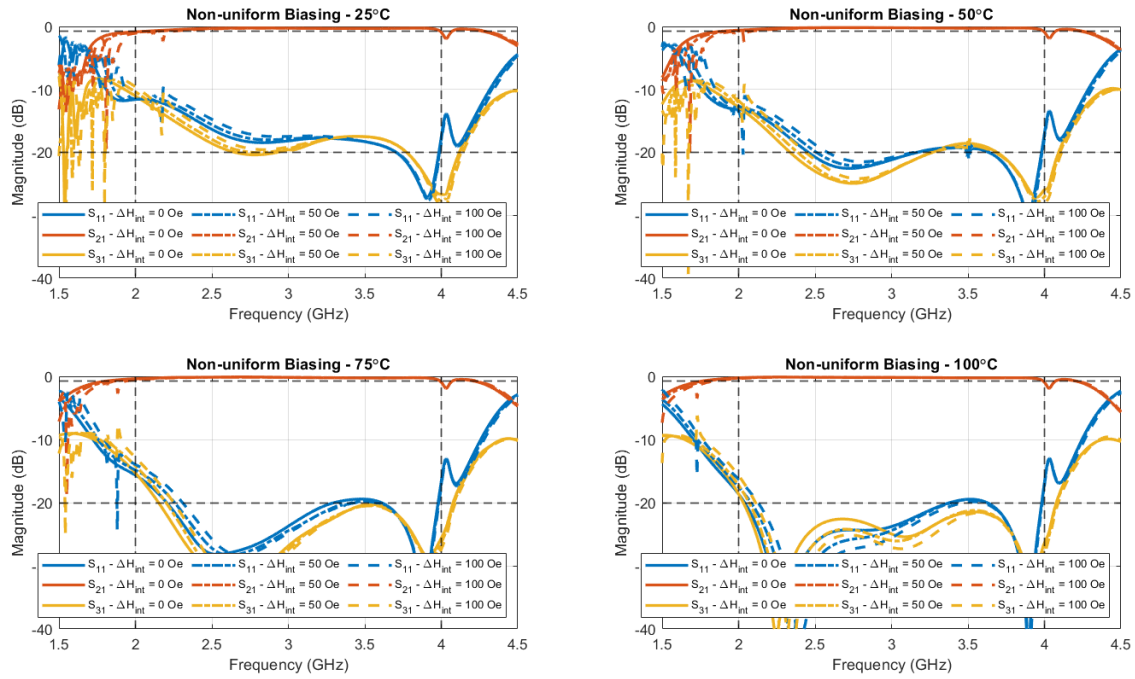 Non-uniform Biasing - 25°C
0
-10
-20
-30
-40
Magnitude (dB)
S11 - ΔHint = 0 Oe S11 - ΔHint = 50 Oe S11 - ΔHint = 100 Oe
S21 - ΔHint = 0 Oe S21 - ΔHint = 50 Oe S21 - ΔHint = 100 Oe
S31 - ΔHint = 0 Oe S31 - ΔHint = 50 Oe S31 - ΔHint = 100 Oe
1.5 2 2.5 3 3.5 4 4.5
Frequency (GHz)
Non-uniform Biasing - 50°C
0
-10
-20
-30
-40
Magnitude (dB)
S11 - ΔHint = 0 Oe S11 - ΔHint = 50 Oe S11 - ΔHint = 100 Oe
S21 - ΔHint = 0 Oe S21 - ΔHint = 50 Oe S21 - ΔHint = 100 Oe
S31 - ΔHint = 0 Oe S31 - ΔHint = 50 Oe S31 - ΔHint = 100 Oe
1.5 2 2.5 3 3.5 4 4.5
Frequency (GHz)
Non-uniform Biasing - 75°C
0
-10
-20
-30
-40
Magnitude (dB)
S11 - ΔHint = 0 Oe S11 - ΔHint = 50 Oe S11 - ΔHint = 100 Oe
S21 - ΔHint = 0 Oe S21 - ΔHint = 50 Oe S21 - ΔHint = 100 Oe
S31 - ΔHint = 0 Oe S31 - ΔHint = 50 Oe S31 - ΔHint = 100 Oe
1.5 2 2.5 3 3.5 4 4.5
Frequency (GHz)
Non-uniform Biasing - 100°C
0
-10
-20
-30
-40
Magnitude (dB)
S11 - ΔHint = 0 Oe S11 - ΔHint = 50 Oe S11 - ΔHint = 100 Oe
S21 - ΔHint = 0 Oe S21 - ΔHint = 50 Oe S21 - ΔHint = 100 Oe
S31 - ΔHint = 0 Oe S31 - ΔHint = 50 Oe S31 - ΔHint = 100 Oe
1.5 2 2.5 3 3.5 4 4.5
Frequency (GHz)